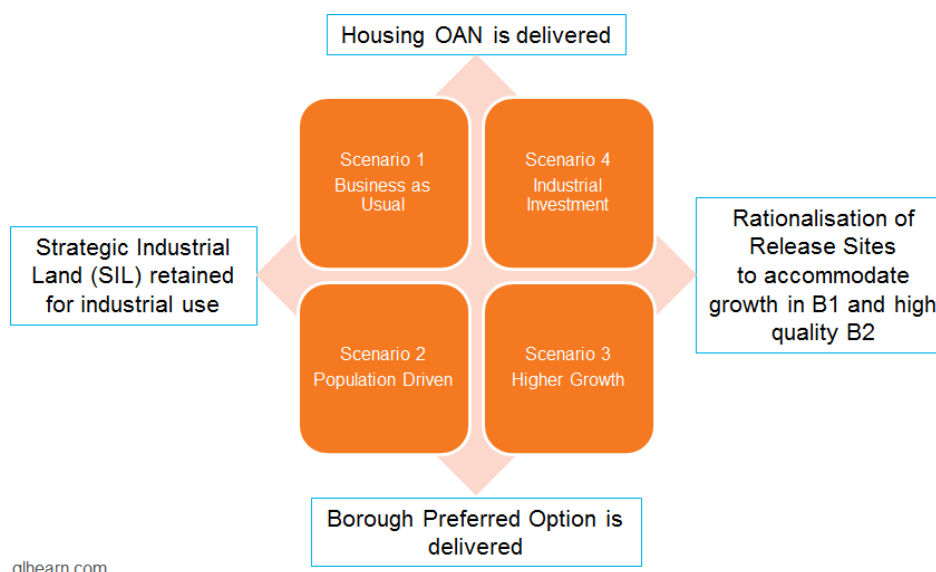 Housing OAN is delivered
Scenario 1
Business as
Usual
Scenario 4
Industrial
Investment
Strategic Industrial
Land (SIL) retained
for industrial use
Rationalisation of
Release Sites
to accommodate
growth in B1 and high
quality B2
Scenario 2
Population Driven
Scenario 3
Higher Growth
Borough Preferred Option is
delivered
glhearn.com